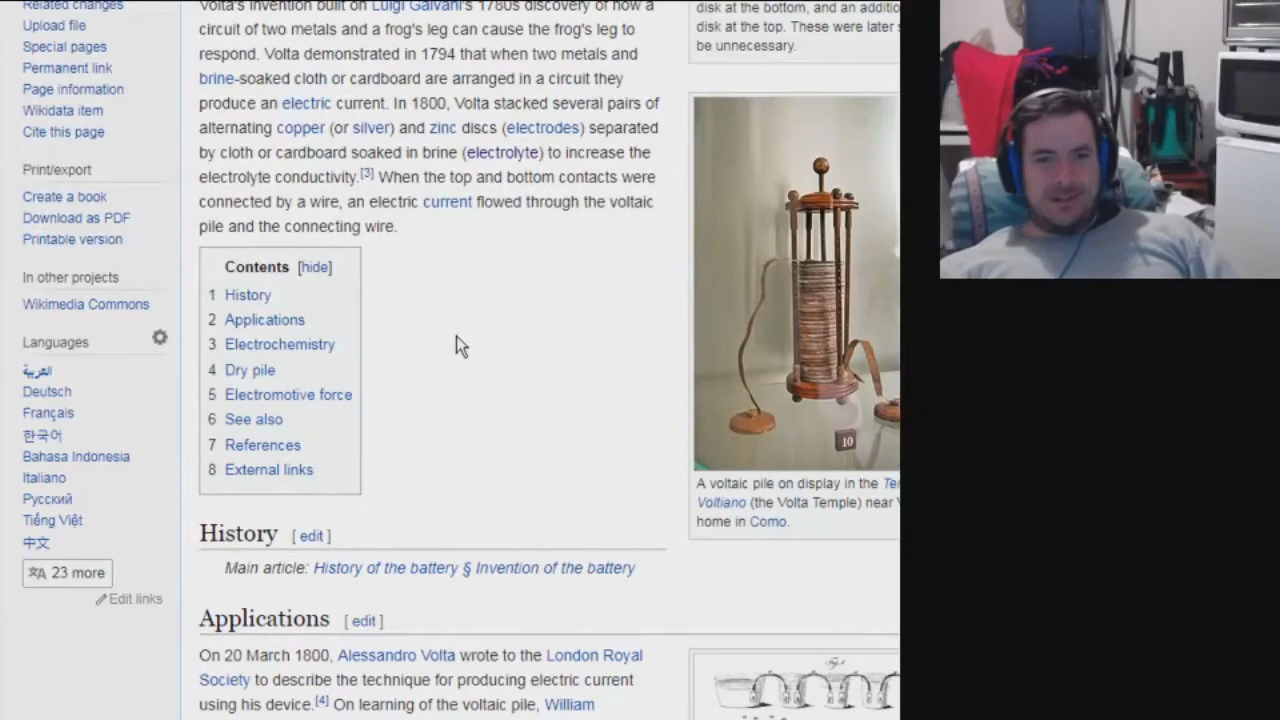 Related changes
Upload file
Special pages
Permanent link
Page information
Wikidata item
Cite this page
Print/export
Create a book
Download as PDF
Printable version
In other projects
Wikimedia Commons
Languages
العربية
Deutsch
Français
한국어
Bahasa Indonesia
Italiano
Русский
Tiếng Việt
中文
23 more
Edit links
Volta's invention built on Luigi Galvani's 1780s discovery of how a
circuit of two metals and a frog's leg can cause the frog's leg to
respond. Volta demonstrated in 1794 that when two metals and
brine-soaked cloth or cardboard are arranged in a circuit they
produce an electric current. In 1800, Volta stacked several pairs of
alternating copper (or silver) and zinc discs (electrodes) separated
by cloth or cardboard soaked in brine (electrolyte) to increase the
electrolyte conductivity.[3] When the top and bottom contacts were
connected by a wire, an electric current flowed through the voltaic
pile and the connecting wire.
Contents [hide]
1 History
2 Applications
3 Electrochemistry
4 Dry pile
5 Electromotive force
6 See also
7 References
8 External links
History [ edit ]
Main article: History of the battery § Invention of the battery
Applications [ edit ]
On 20 March 1800, Alessandro Volta wrote to the London Royal
Society to describe the technique for producing electric current
using his device.[4] On learning of the voltaic pile, William
disk at the bottom, and an additio
disk at the top. These were later
be unnecessary.
10
A voltaic pile on display in the
Voltiano (the Volta Temple) near
home in Como.